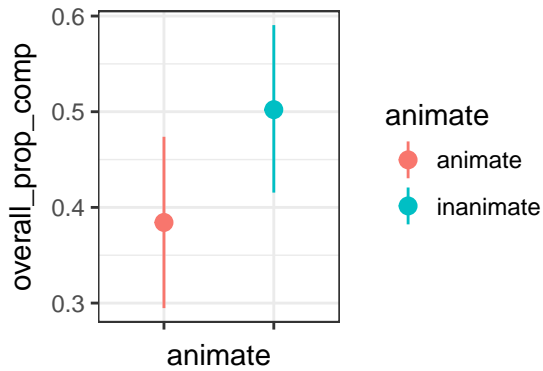 overall_prop_comp
0.6
0.5
0.4
0.3
animate
animate
animate
inanimate